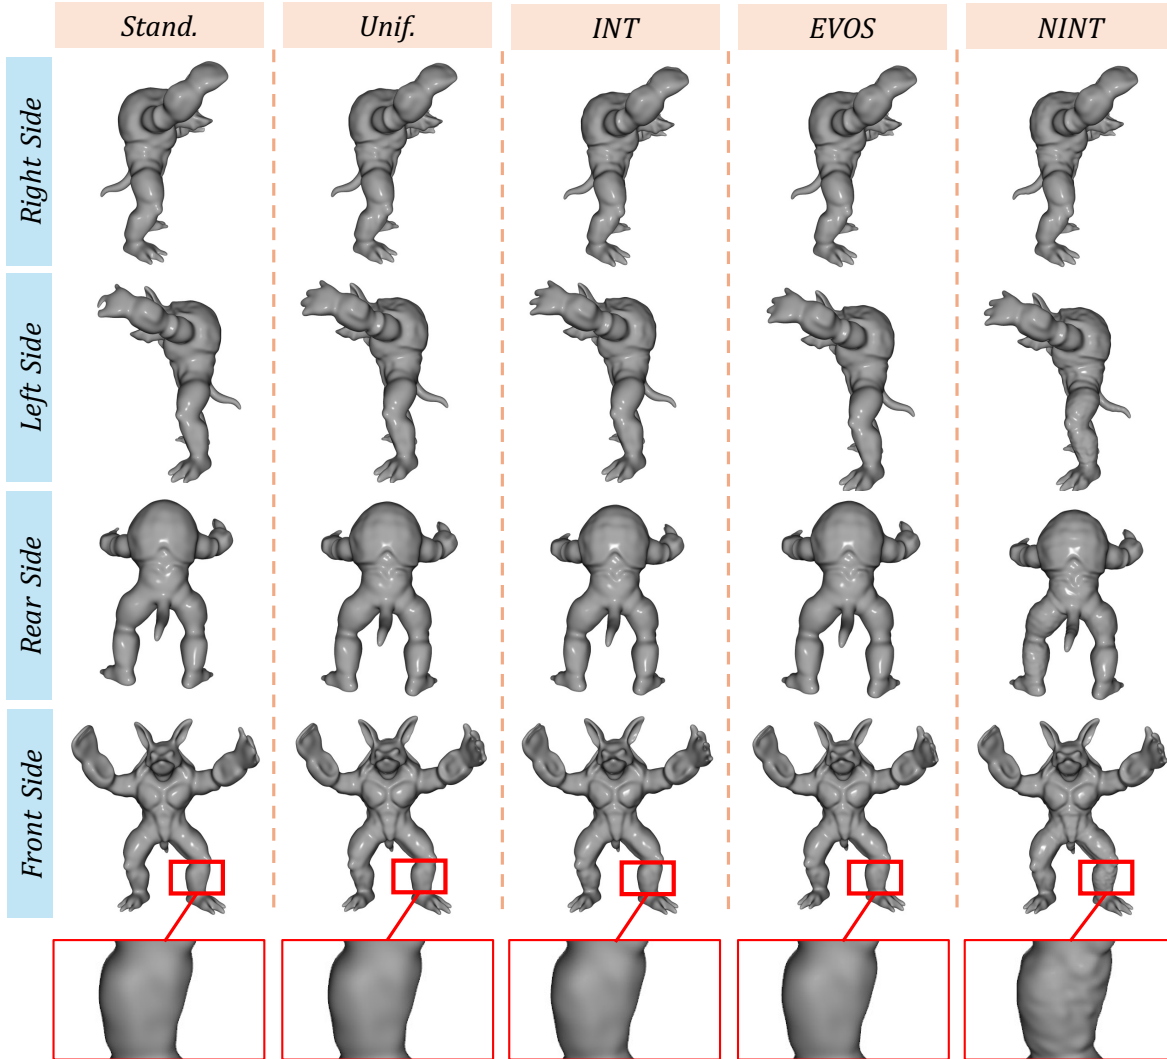 Stand.
Unif.
INT
EVOS
NINT
Right Side
Left Side
Rear Side
Front Side